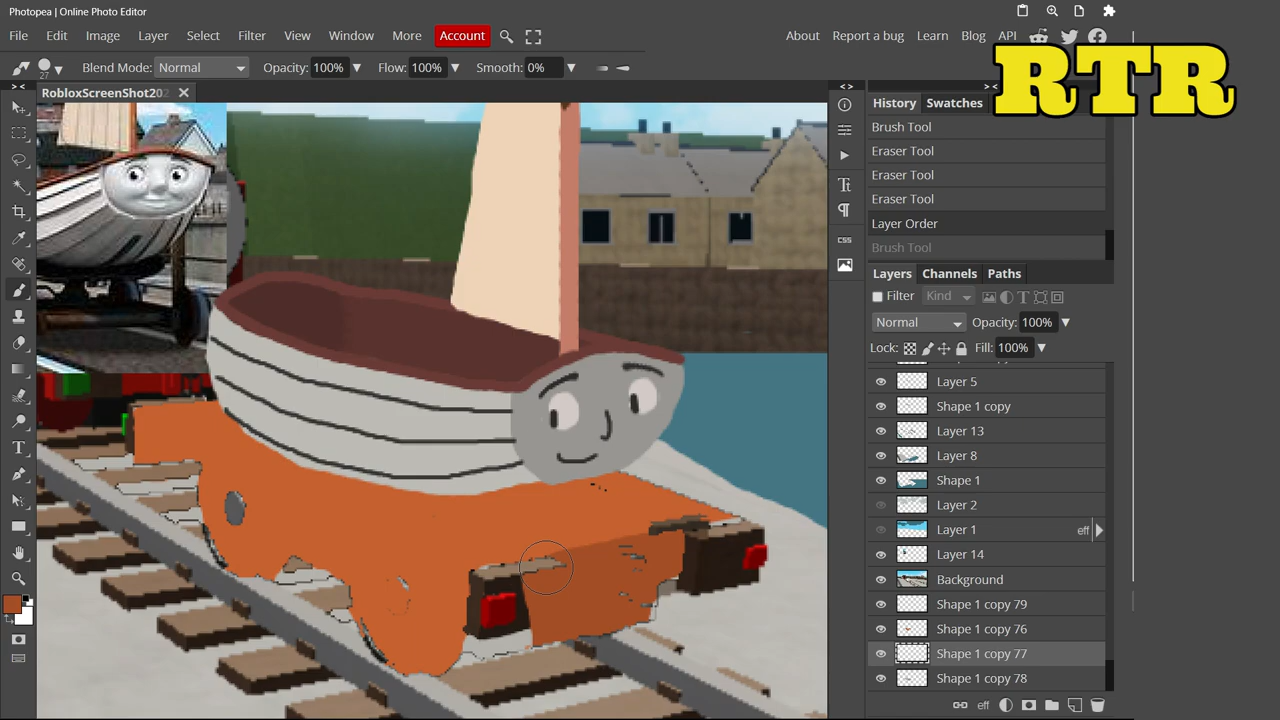 Photopea | Online Photo Editor
File Edit Image Layer Select Filter View Window More Account
About Report a bug Learn Blog API
RTR
27 Blend Mode: Normal Opacity: 100% Flow: 100% Smooth: 0%
RobloxScreenShot202
> < < > > <
History Swatches
Brush Tool
Eraser Tool
Eraser Tool
Eraser Tool
Layer Order
Brush Tool
CSS
Layers Channels Paths
Filter Kind
Normal Opacity: 100%
Lock: Fill: 100%
Layer 5
Shape 1 copy
Layer 13
Layer 8
Shape 1
Layer 2
Layer 1 eff
Layer 14
Background
Shape 1 copy 79
Shape 1 copy 76
Shape 1 copy 77
Shape 1 copy 78
eff